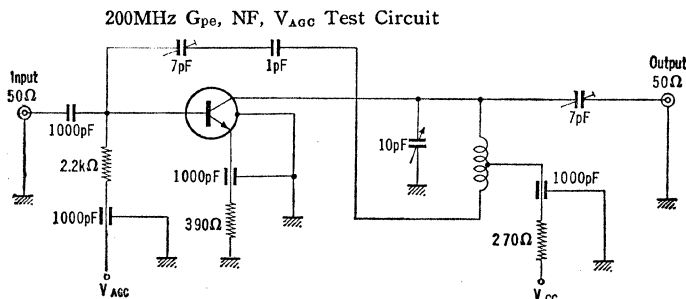 200MHz Gpe, NF, VAGC Test Circuit
7pF
1pF
Input
50Ω
Output
50Ω
1000pF
7pF
10pF
2.2kΩ
1000pF
1000pF
1000pF
390Ω
270Ω
VAGC
VCC